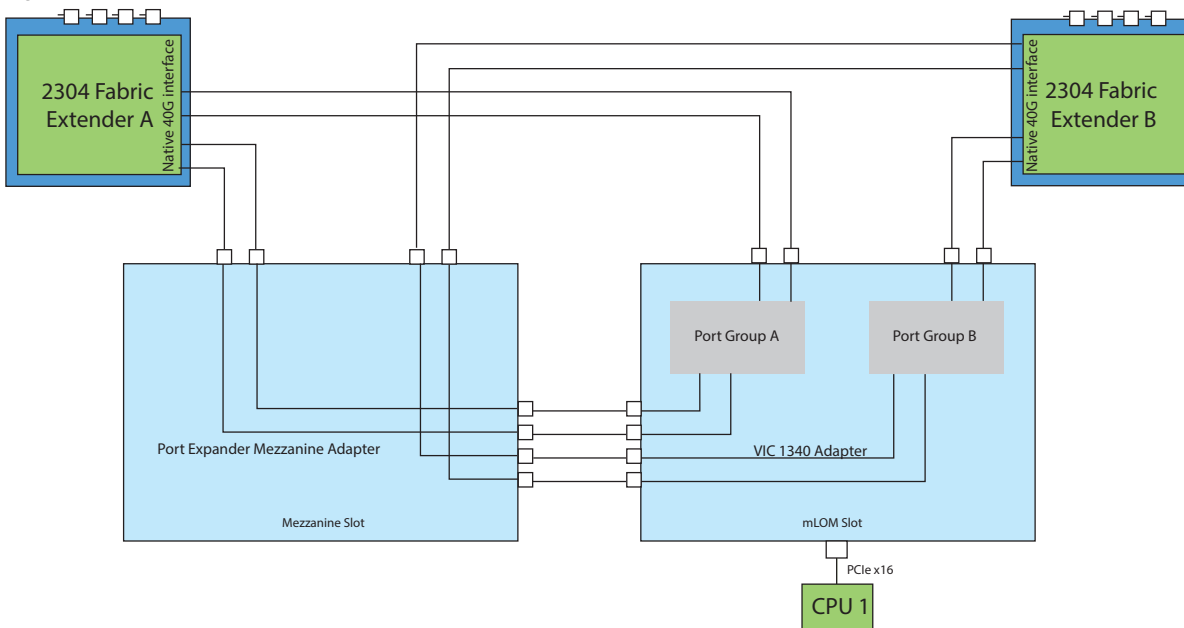 2304 Fabric
Extender A
Native 40G interface
Native 40G interface
2304 Fabric
Extender B
Port Group A
Port Group B
Port Expander Mezzanine Adapter
VIC 1340 Adapter
Mezzanine Slot
mLOM Slot
PCIe x16
CPU 1